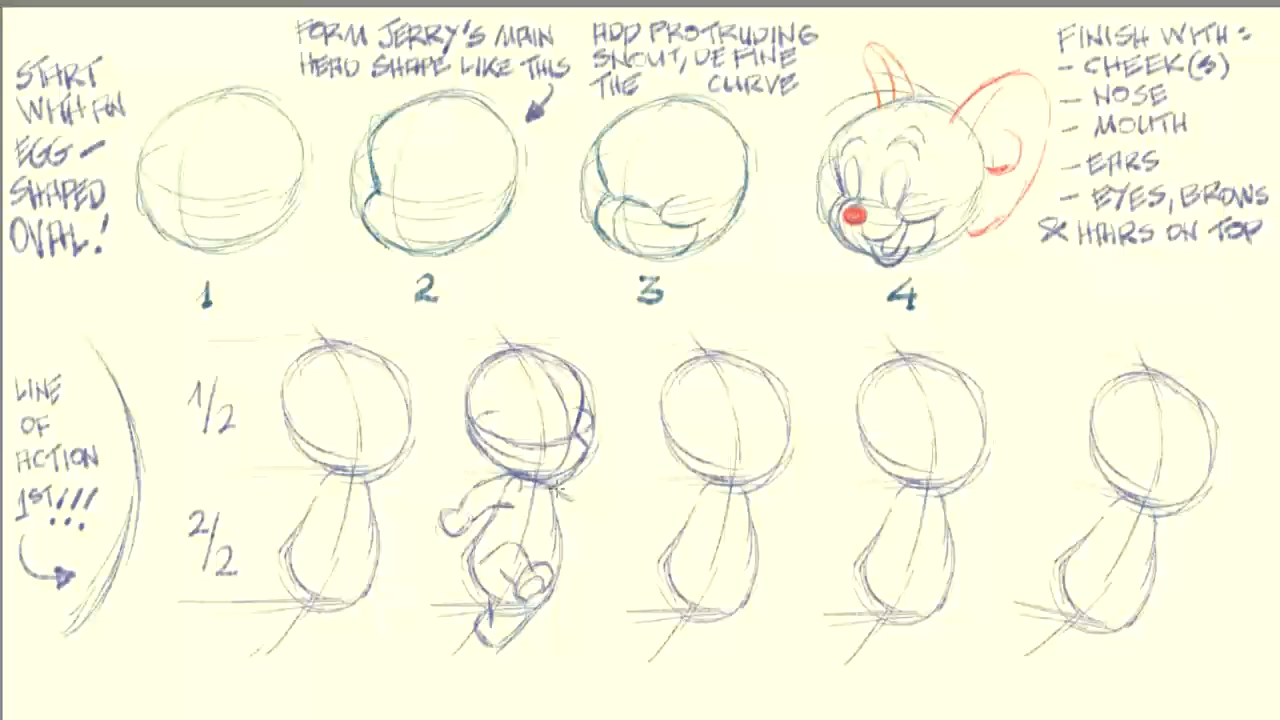 START
WITH AN
EGG-
SHAPED
OVAL!
FORM JERRY'S MAIN
HEAD SHAPE LIKE THIS
ADD PROTRUDING
SNOUT, DEFINE
THE CURVE
FINISH WITH:
- CHEEK(S)
- NOSE
- MOUTH
- EARS
- EYES, BROWS
& HAIRS ON TOP
1
2
3
4
LINE
OF
ACTION
1ST!!!
1/2
2/2